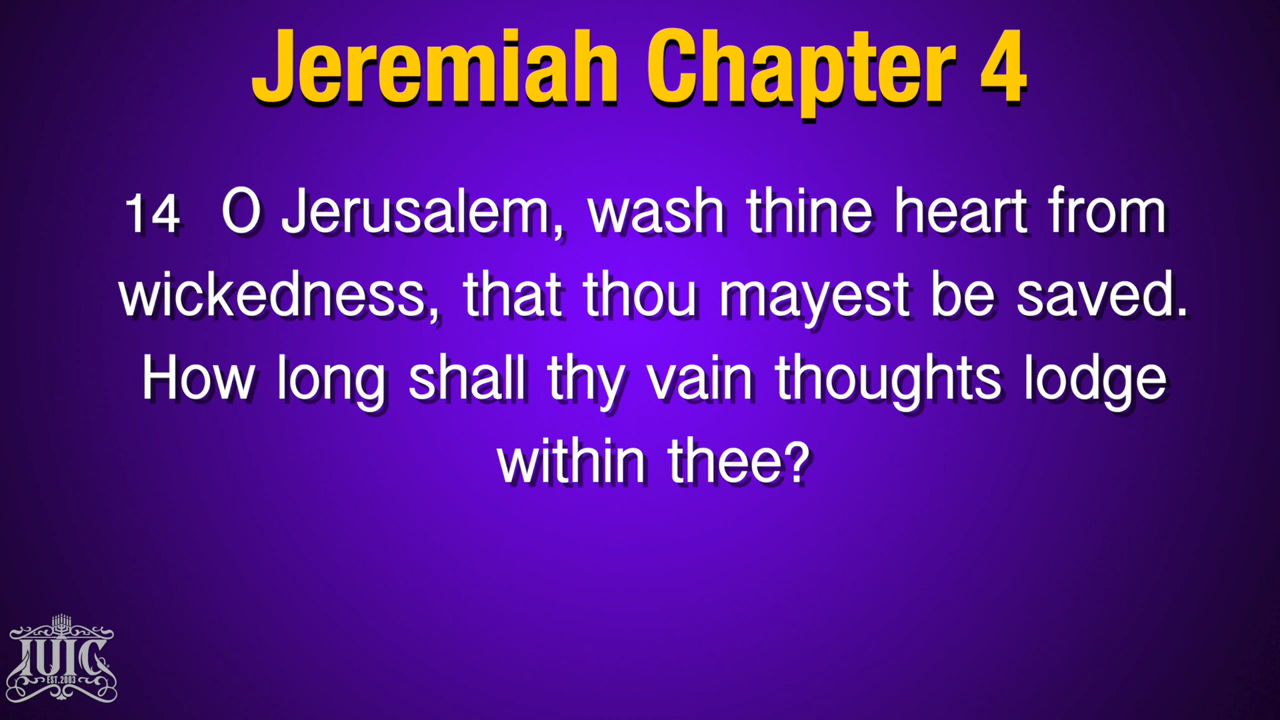 Jeremiah Chapter 4
14 O Jerusalem, wash thine heart from
wickedness, that thou mayest be saved.
How long shall thy vain thoughts lodge
within thee?
IUIC
EST.2003